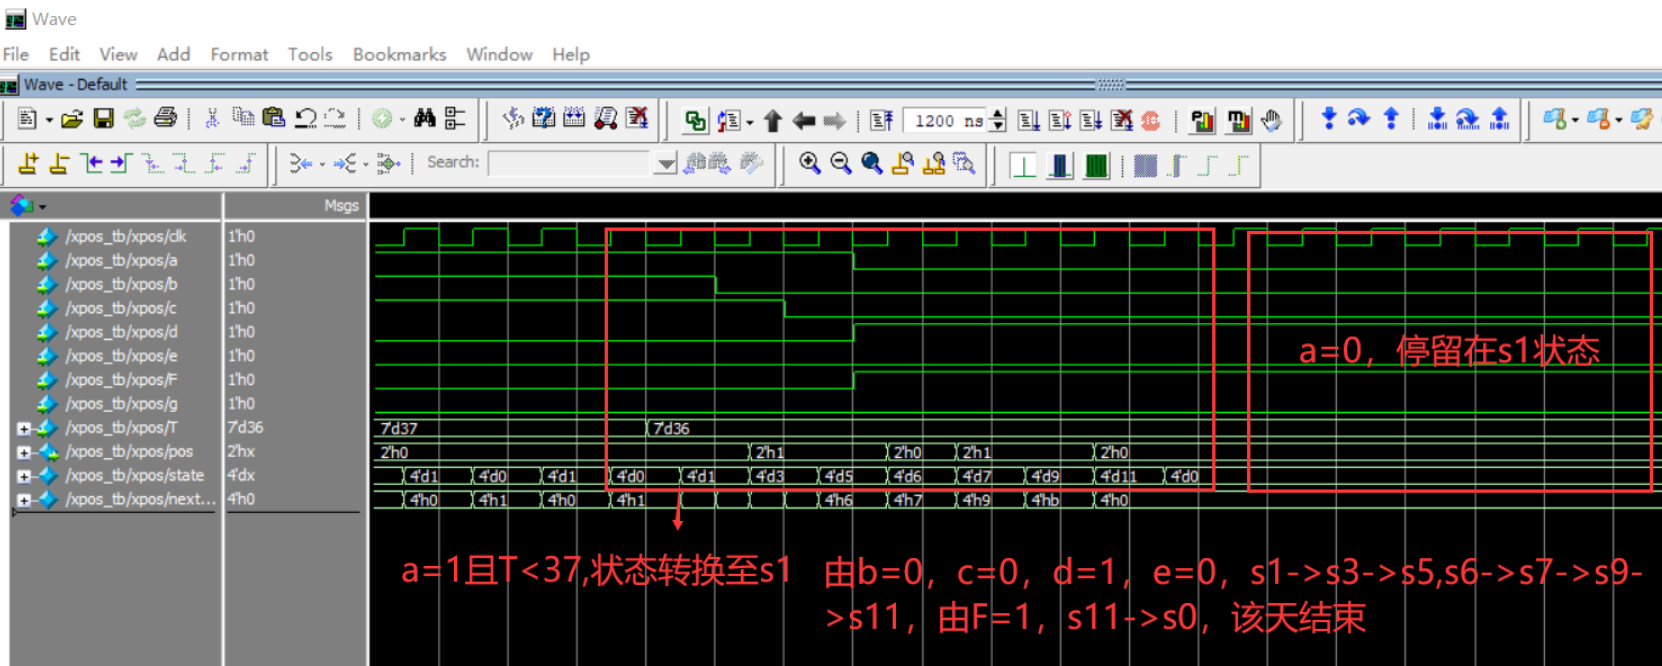 Wave
File Edit View Add Format Tools Bookmarks Window Help
Wave - Default
1200 ns
Search:
Msgs
/xpos_tb/xpos/clk 1'h0
/xpos_tb/xpos/a 1'h0
/xpos_tb/xpos/b 1'h0
/xpos_tb/xpos/c 1'h0
/xpos_tb/xpos/d 1'h0
/xpos_tb/xpos/e 1'h0
/xpos_tb/xpos/F 1'h0
/xpos_tb/xpos/g 1'h0
/xpos_tb/xpos/T 7'd36 7'd37 7'd36
/xpos_tb/xpos/pos 2'hx 2'h0 2'h1 2'h0 2'h1 2'h0
/xpos_tb/xpos/state 4'dx 4'd1 4'd0 4'd1 4'd0 4'd1 4'd3 4'd5 4'd6 4'd7 4'd9 4'd11 4'd0
/xpos_tb/xpos/next... 4'h0 4'h0 4'h1 4'h0 4'h1 4'h6 4'h7 4'h9 4'hb 4'h0
a=0，停留在s1状态
a=1且T<37,状态转换至s1
由b=0，c=0，d=1，e=0，s1->s3->s5,s6->s7->s9-
>s11，由F=1，s11->s0，该天结束